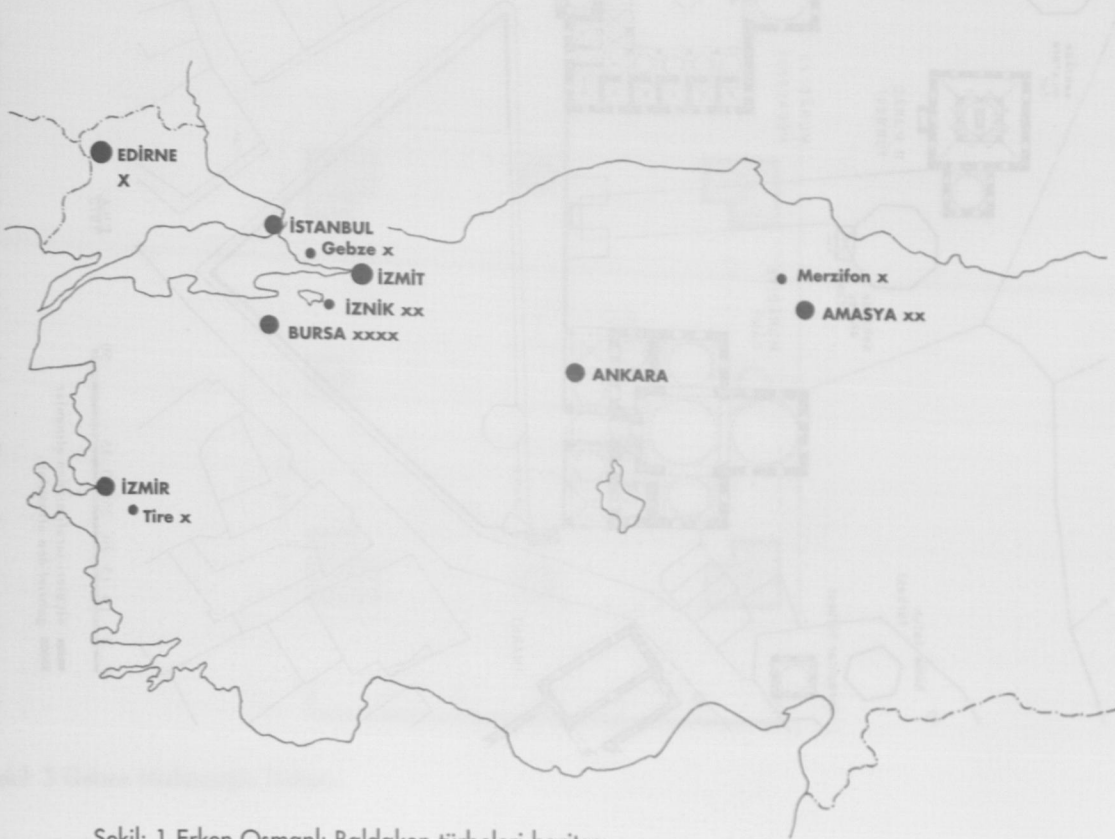 EDİRNE
X
İSTANBUL
Gebze x
İZMİT
İZNİK xx
BURSA xxxx
Merzifon x
AMASYA xx
ANKARA
İZMİR
Tire x
Şekil: 1 Erken Osmanlı Baldaken türbeleri